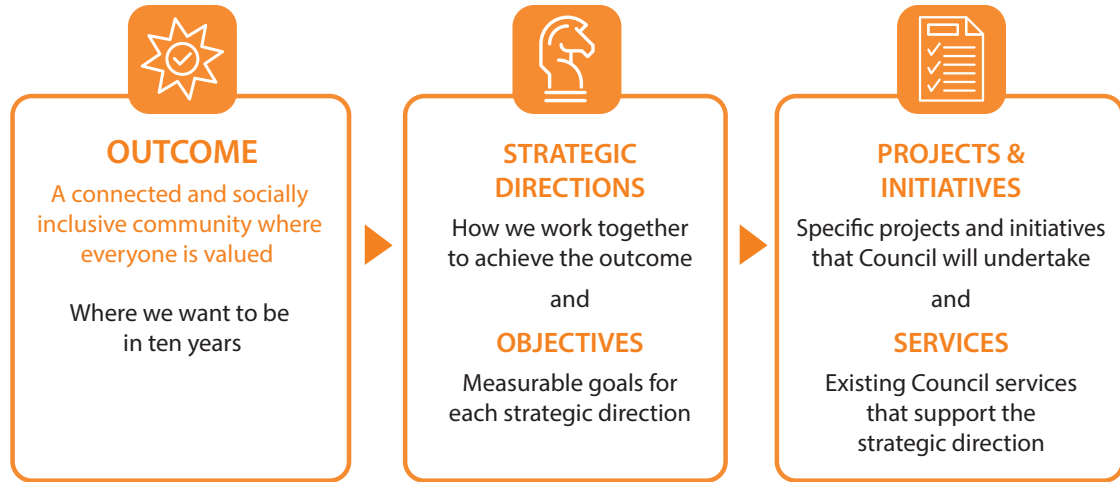 OUTCOME
A connected and socially
inclusive community where
everyone is valued
Where we want to be
in ten years
STRATEGIC
DIRECTIONS
How we work together
to achieve the outcome
and
OBJECTIVES
Measurable goals for
each strategic direction
PROJECTS &
INITIATIVES
Specific projects and initiatives
that Council will undertake
and
SERVICES
Existing Council services
that support the
strategic direction